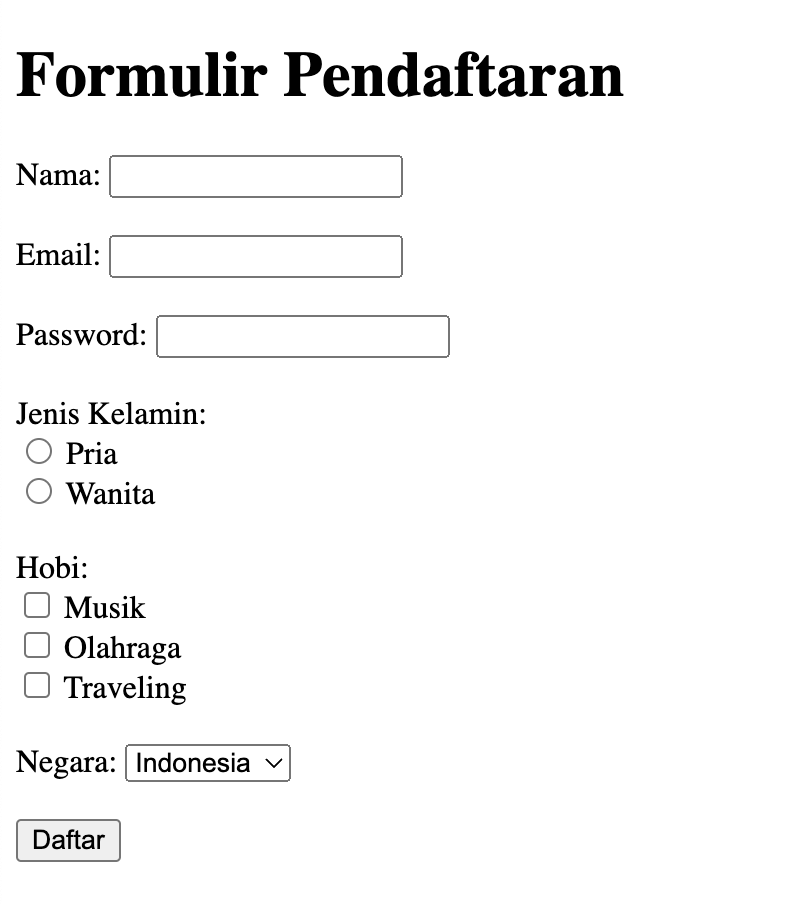 Formulir Pendaftaran
Nama:
Email:
Password:
Jenis Kelamin:
Pria
Wanita
Hobi:
Musik
Olahraga
Traveling
Negara: Indonesia
Daftar